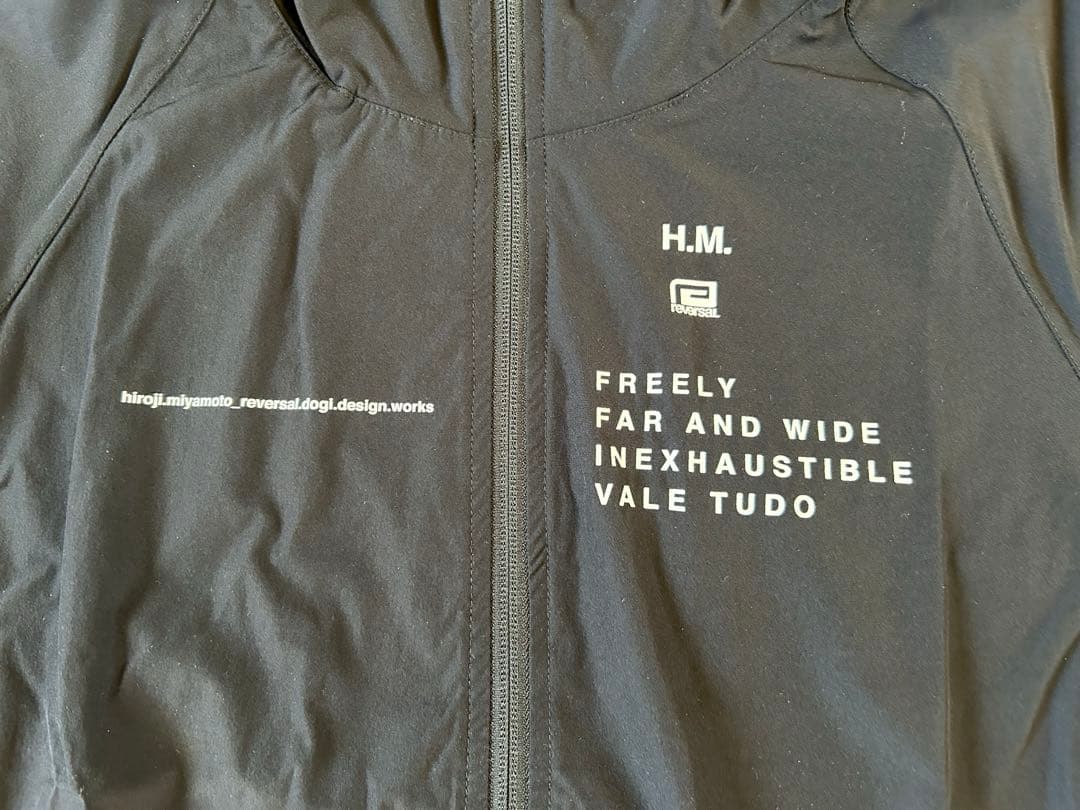 hiroji.miyamoto_reversal.dogi.design.works
H.M.
reversal
FREELY
FAR AND WIDE
INEXHAUSTIBLE
VALE TUDO